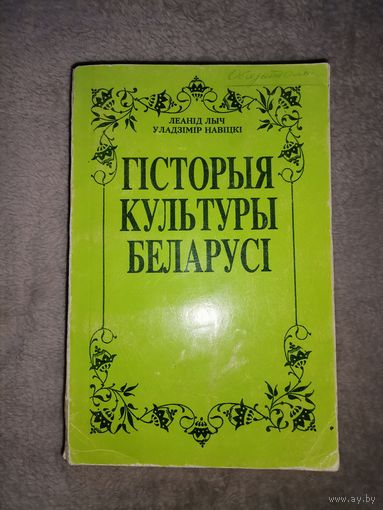 ЛЕАНІД ЛЫЧ
УЛАДЗІМІР НАВІЦКІ
ГІСТОРЫЯ
КУЛЬТУРЫ
БЕЛАРУСІ
www.ay.by